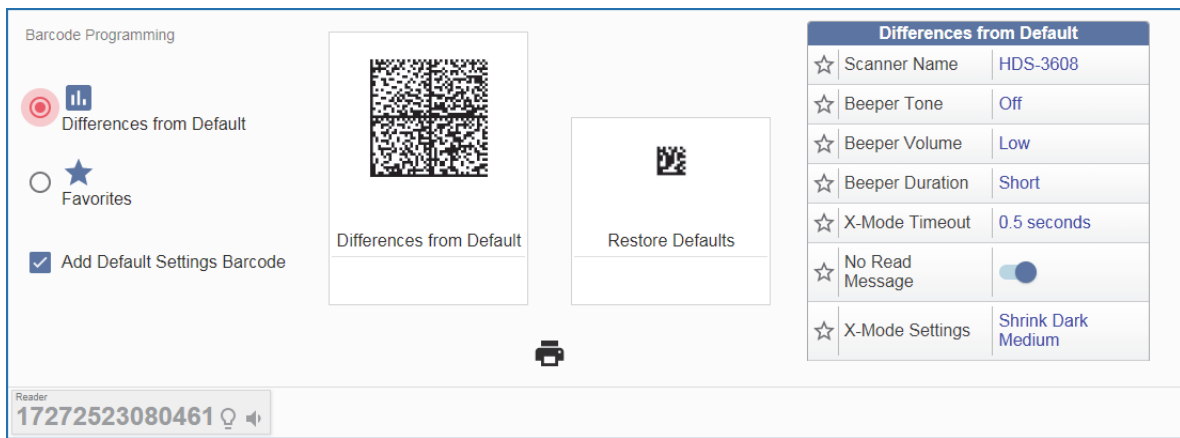 Barcode Programming
Differences from Default
Favorites
Add Default Settings Barcode
Differences from Default
Restore Defaults
Differences from Default
Scanner Name HDS-3608
Beeper Tone Off
Beeper Volume Low
Beeper Duration Short
X-Mode Timeout 0.5 seconds
No Read
Message
X-Mode Settings Shrink Dark
Medium
Reader
17272523080461